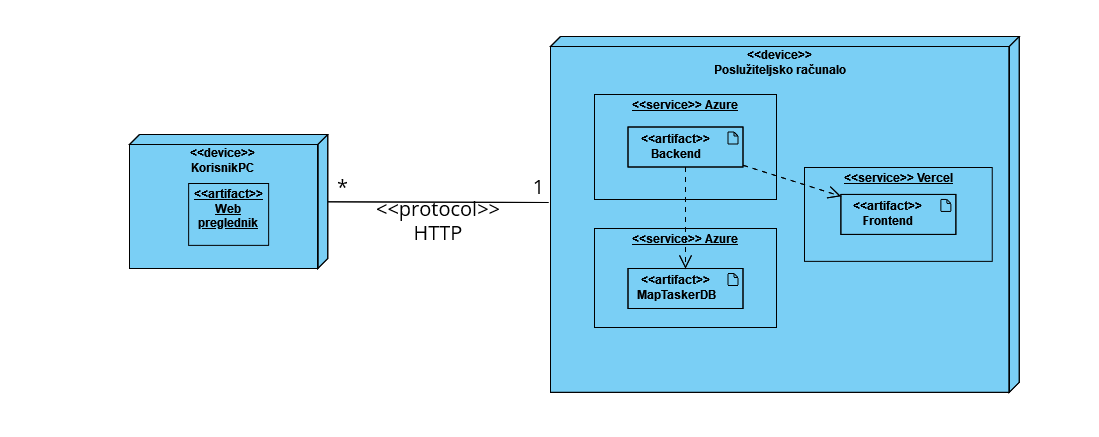 <<device>>
KorisnikPC
<<artifact>>
Web
preglednik
*
1
<<protocol>>
HTTP
<<device>>
Poslužiteljsko računalo
<<service>> Azure
<<artifact>>
Backend
<<service>> Vercel
<<artifact>>
Frontend
<<service>> Azure
<<artifact>>
MapTaskerDB